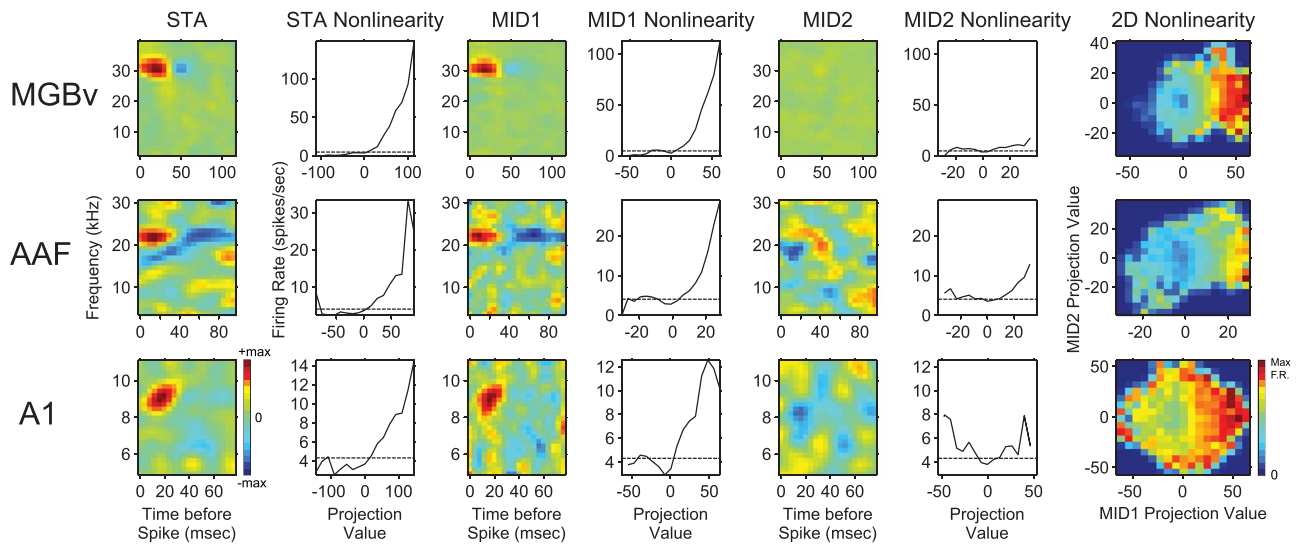 STA STA Nonlinearity MID1 MID1 Nonlinearity MID2 MID2 Nonlinearity 2D Nonlinearity
MGBv
30
20
10
0 50 100
100
50
0
-100 0 100
30
20
10
0 50 100
100
50
0
-50 0 50
30
20
10
0 50 100
100
50
0
-20 0 20
40
20
0
-20
-50 0 50
AAF
Frequency (kHz)
30
20
10
0 40 80
Firing Rate (spikes/sec)
30
20
10
0
-50 0 50
30
20
10
0 40 80
20
10
0
-20 0 20
30
20
10
0 40 80
20
10
0
-20 0 20
MID2 Projection Value
20
0
-20
-20 0 20
A1
10
8
6
0 20 40 60
+max
0
-max
14
12
10
8
6
4
-100 0 100
10
8
6
0 20 40 60
12
10
8
6
4
-50 0 50
10
8
6
0 20 40 60
12
10
8
6
4
-50 0 50
50
0
-50
-50 0 50
Max
F.R.
0
Time before
Spike (msec)
Projection
Value
Time before
Spike (msec)
Projection
Value
Time before
Spike (msec)
Projection
Value
MID1 Projection Value